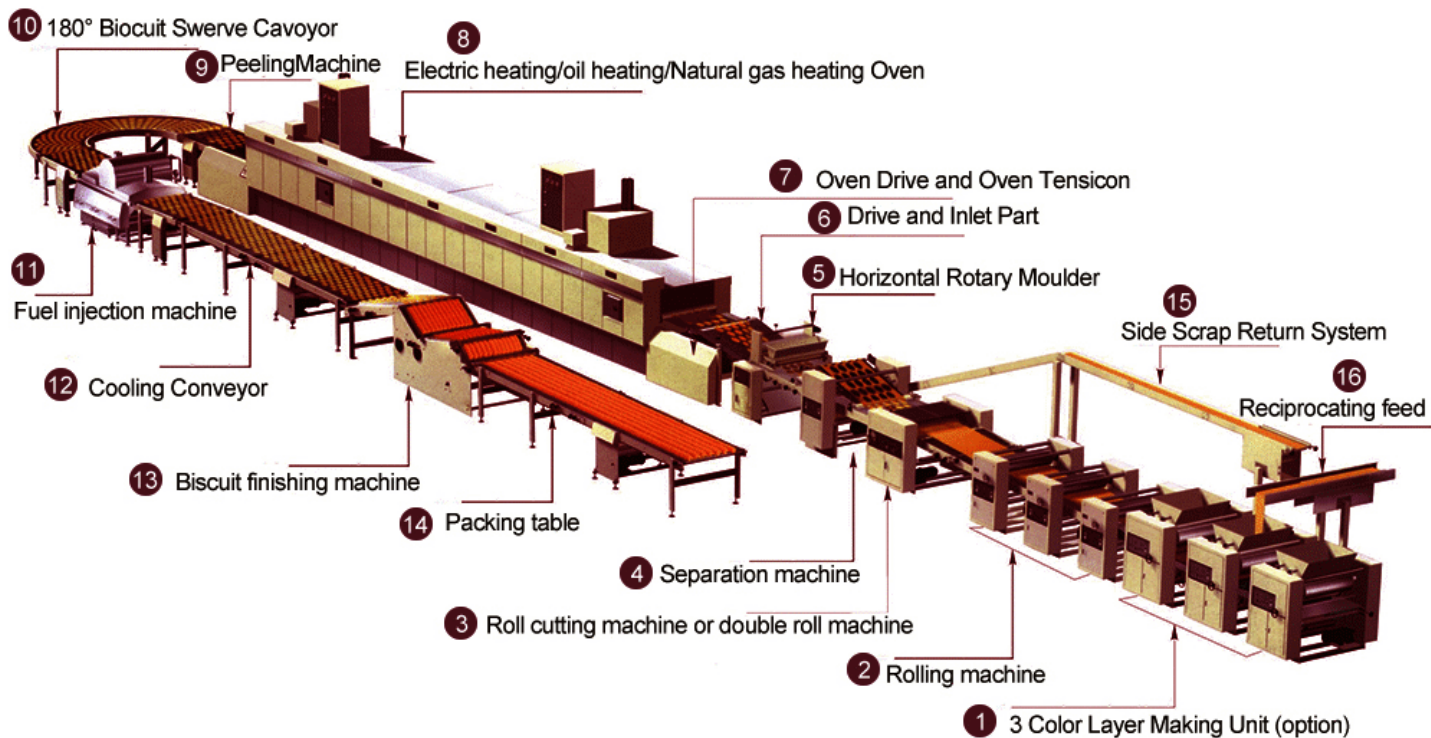 10 180° Biocuit Swerve Cavoyor
9 PeelingMachine
8
Electric heating/oil heating/Natural gas heating Oven
7 Oven Drive and Oven Tensicon
6 Drive and Inlet Part
5 Horizontal Rotary Moulder
15
Side Scrap Return System
16
Reciprocating feed
11
Fuel injection machine
12 Cooling Conveyor
13 Biscuit finishing machine
14 Packing table
4 Separation machine
3 Roll cutting machine or double roll machine
2 Rolling machine
1 3 Color Layer Making Unit (option)